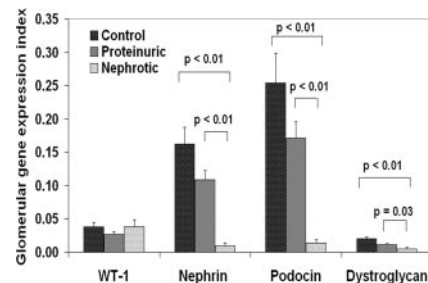 Glomerular gene expression index
0.35
0.30
0.25
0.20
0.15
0.10
0.05
0.00
Control
Proteinuric
Nephrotic
p < 0.01
p < 0.01
p < 0.01
p < 0.01
p < 0.01
p = 0.03
WT-1 Nephrin Podocin Dystroglycan